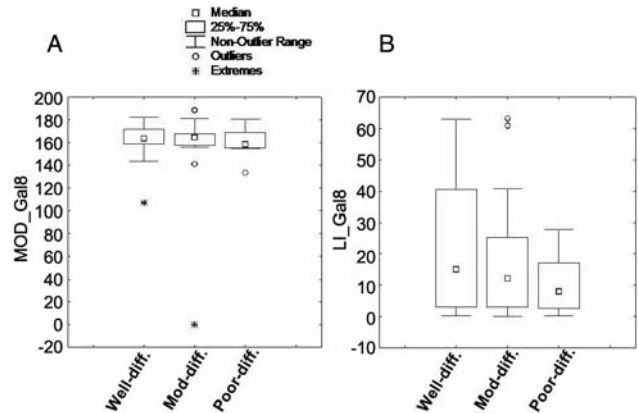 Median
25%-75%
Non-Outlier Range
Outliers
Extremes
A
MOD_Gal8
200
180
160
140
120
100
80
60
40
20
0
-20
Well-diff.
Mod-diff.
Poor-diff.
B
LI_Gal8
70
60
50
40
30
20
10
0
-10
Well-diff.
Mod-diff.
Poor-diff.